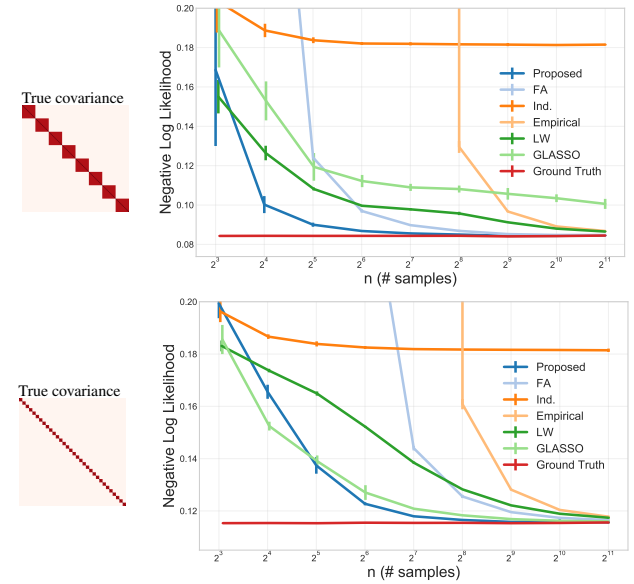 True covariance
Negative Log Likelihood
0.20
0.18
0.16
0.14
0.12
0.10
0.08
Proposed
FA
Ind.
Empirical
LW
GLASSO
Ground Truth
2^3 2^4 2^5 2^6 2^7 2^8 2^9 2^10 2^11
n (# samples)
True covariance
Negative Log Likelihood
0.20
0.18
0.16
0.14
0.12
Proposed
FA
Ind.
Empirical
LW
GLASSO
Ground Truth
2^3 2^4 2^5 2^6 2^7 2^8 2^9 2^10 2^11
n (# samples)